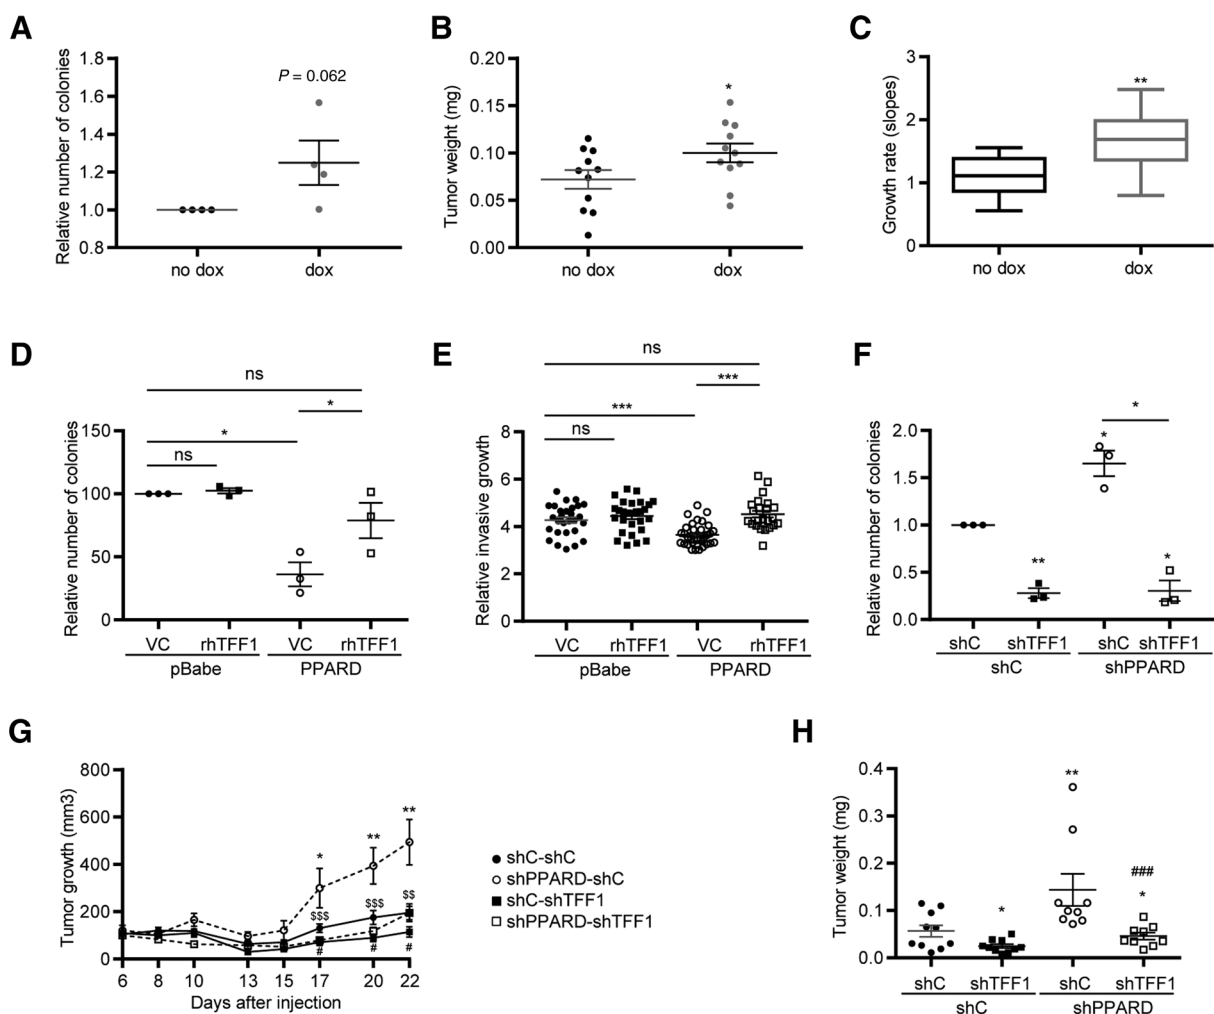 A
Relative number of colonies
1.8
1.6
1.4
1.2
1.0
0.8
P = 0.062
no dox
dox
B
Tumor weight (mg)
0.20
0.15
0.10
0.05
0.00
*
no dox
dox
C
Growth rate (slopes)
3
2
1
0
**
no dox
dox
D
Relative number of colonies
150
100
50
0
ns
*
*
ns
VC rhTFF1 VC rhTFF1
pBabe PPARD
E
Relative invasive growth
8
6
4
2
0
ns
***
***
ns
VC rhTFF1 VC rhTFF1
pBabe PPARD
F
Relative number of colonies
2.0
1.5
1.0
0.5
0.0
*
*
**
*
shC shTFF1 shC shTFF1
shC shPPARD
G
Tumor growth (mm3)
800
600
400
200
0
**
**
*
$$$ $$$ $$
# # #
6 8 10 13 15 17 20 22
Days after injection
shC-shC
shPPARD-shC
shC-shTFF1
shPPARD-shTFF1
H
Tumor weight (mg)
0.4
0.3
0.2
0.1
0.0
**
###
*
*
shC shTFF1 shC shTFF1
shC shPPARD